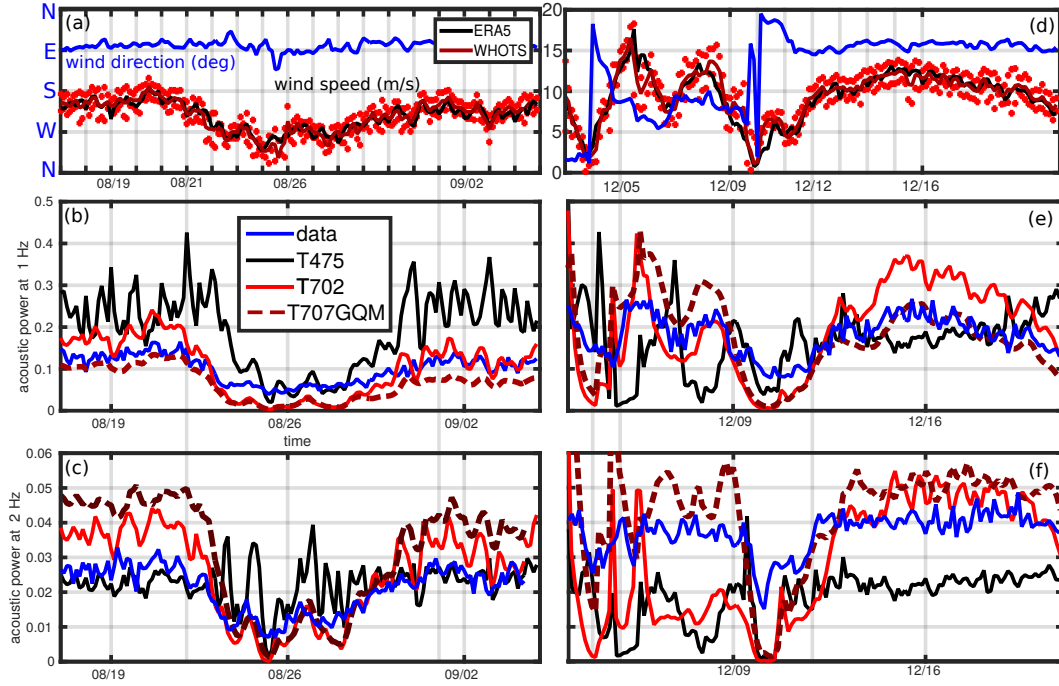 N
E
S
W
N
(a)
wind direction (deg)
wind speed (m/s)
ERA5
WHOTS
08/19
08/21
08/26
09/02
20
15
10
5
0
(d)
12/05
12/09
12/12
12/16
acoustic power at 1 Hz
0.5
0.4
0.3
0.2
0.1
0
(b)
data
T475
T702
T707GQM
08/19
08/26
09/02
time
(e)
12/09
12/16
acoustic power at 2 Hz
0.06
0.05
0.04
0.03
0.02
0.01
0
(c)
08/19
08/26
09/02
(f)
12/09
12/16